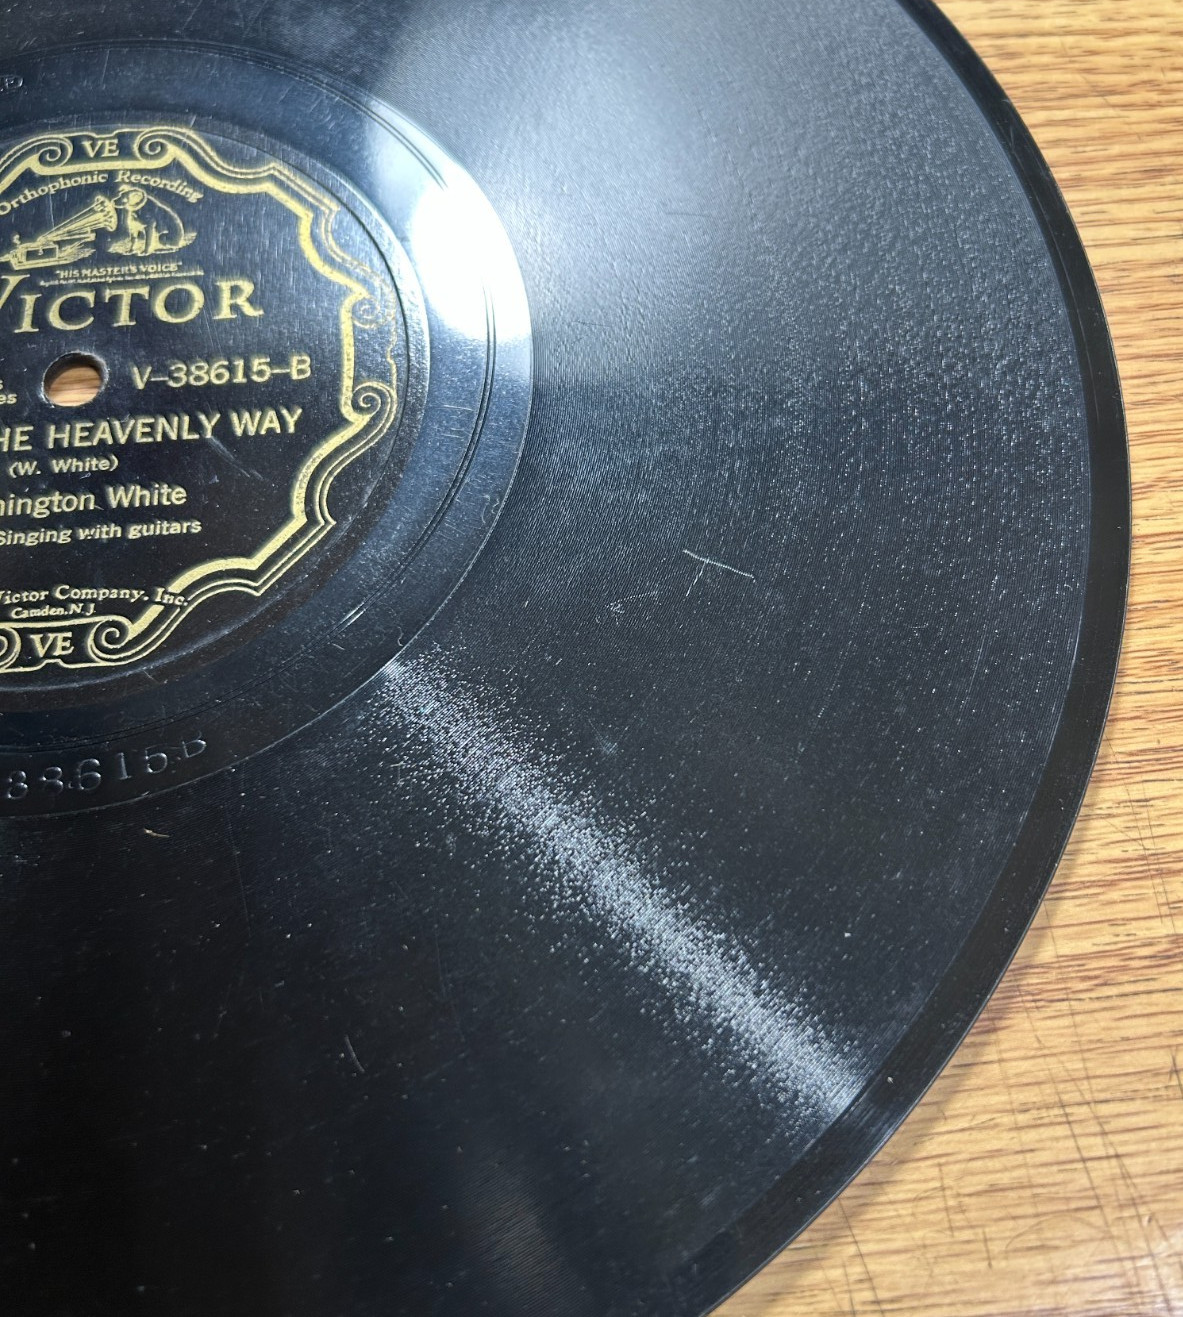 VE
Orthophonic Recording
"HIS MASTER'S VOICE"
VICTOR
V-38615-B
HE HEAVENLY WAY
(W. White)
hington White
Singing with guitars
Victor Company, Inc.
Camden, N.J.
VE
38615B